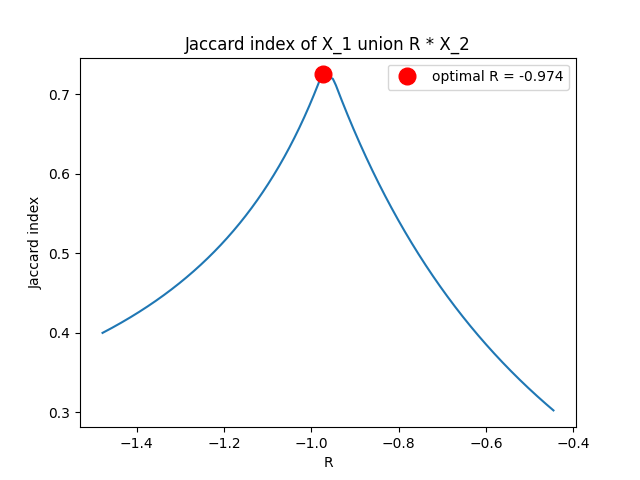 Jaccard index of X_1 union R * X_2
optimal R = -0.974
0.7
0.6
0.5
0.4
0.3
Jaccard index
−1.4
−1.2
−1.0
−0.8
−0.6
−0.4
R